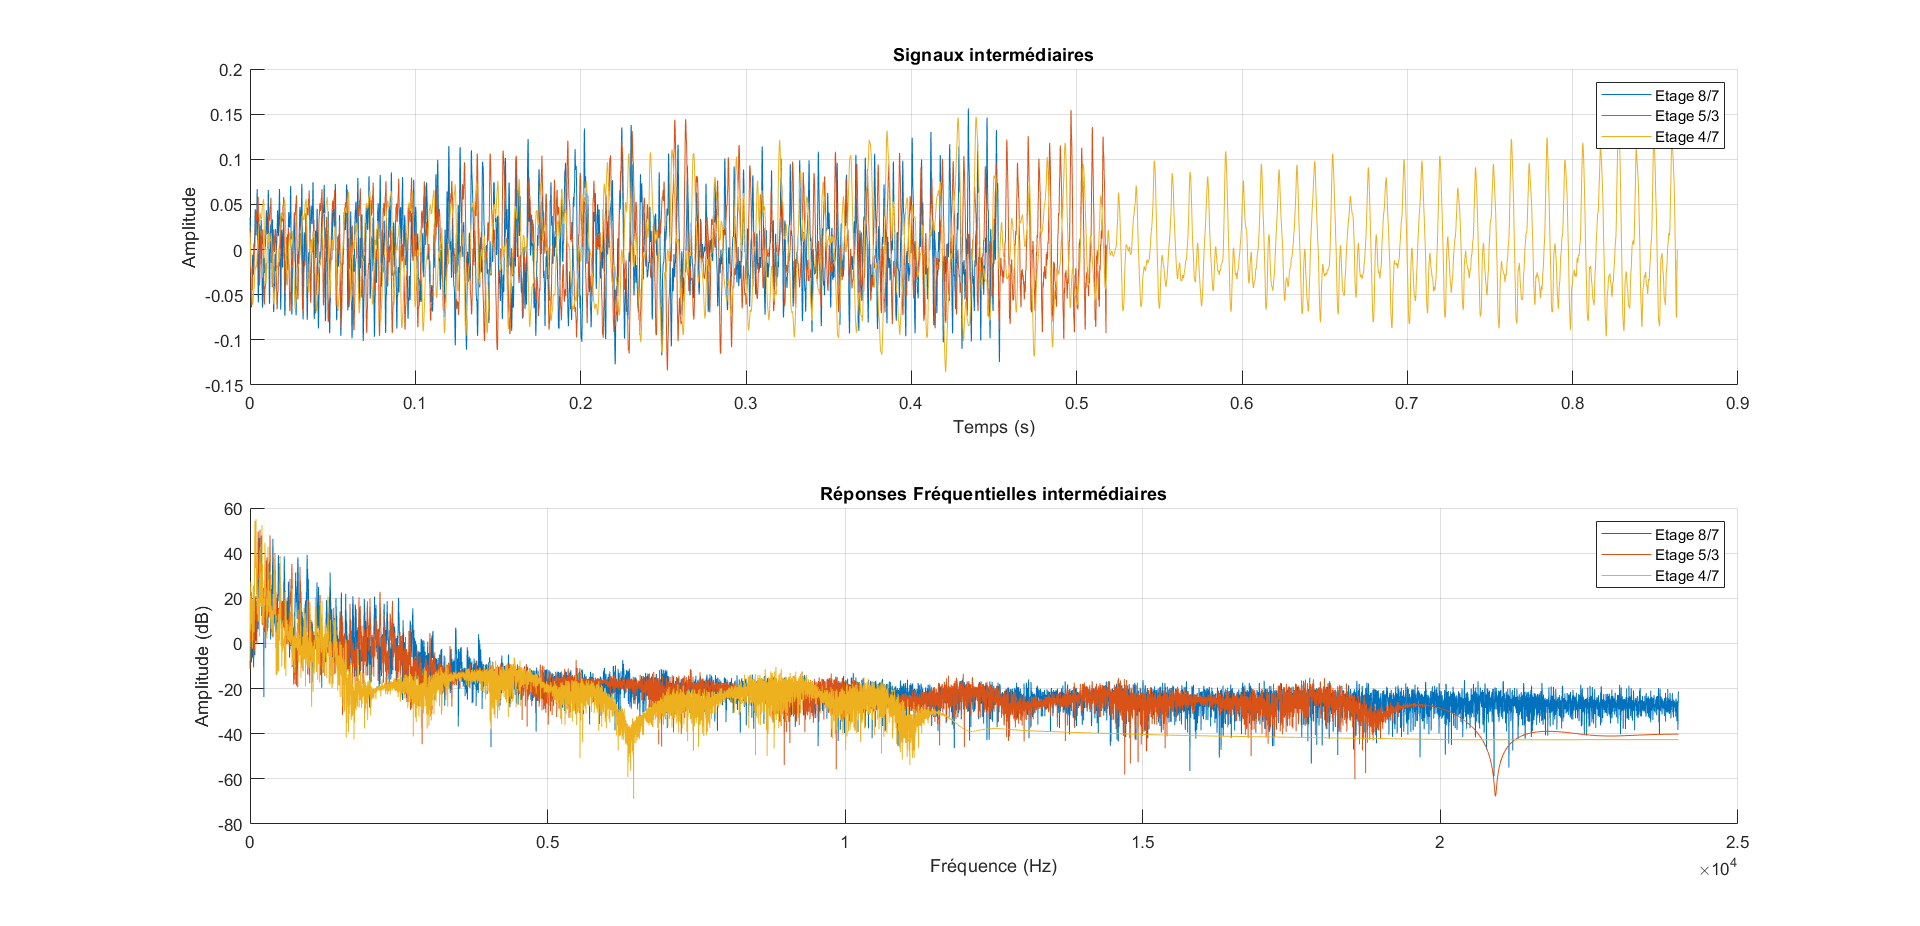 Signaux intermédiaires
0.2
0.15
0.1
0.05
0
-0.05
-0.1
-0.15
Amplitude
0
0.1
0.2
0.3
0.4
0.5
0.6
0.7
0.8
0.9
Temps (s)
Etage 8/7
Etage 5/3
Etage 4/7
Réponses Fréquentielles intermédiaires
60
40
20
0
-20
-40
-60
-80
Amplitude (dB)
0
0.5
1
1.5
2
2.5
×10⁴
Fréquence (Hz)
Etage 8/7
Etage 5/3
Etage 4/7